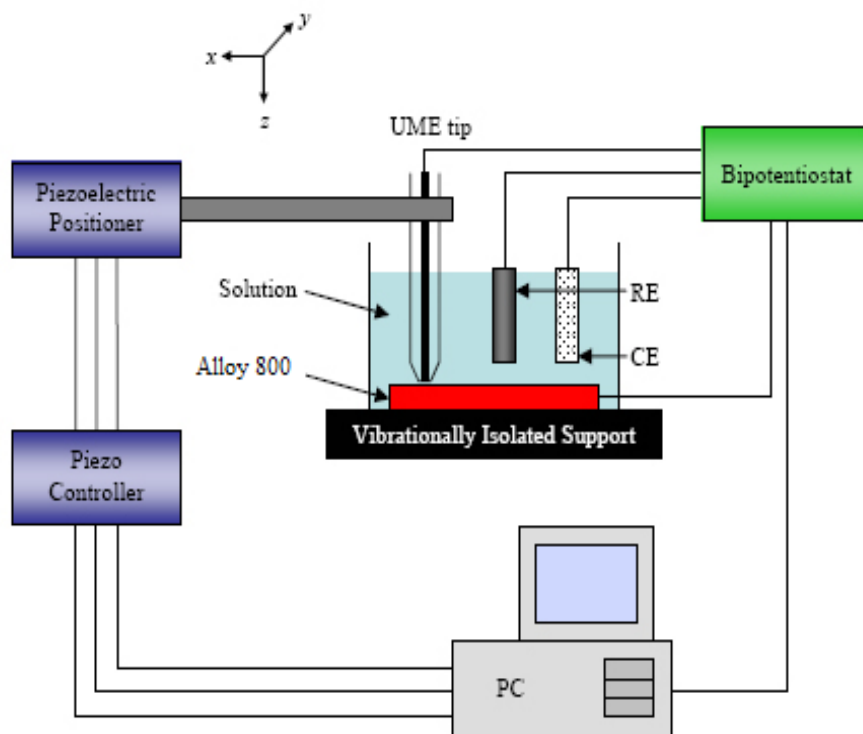 y
x
z
UME tip
Piezoelectric
Positioner
Bipotentiostat
Solution
RE
Alloy 800
CE
Vibrationally Isolated Support
Piezo
Controller
PC